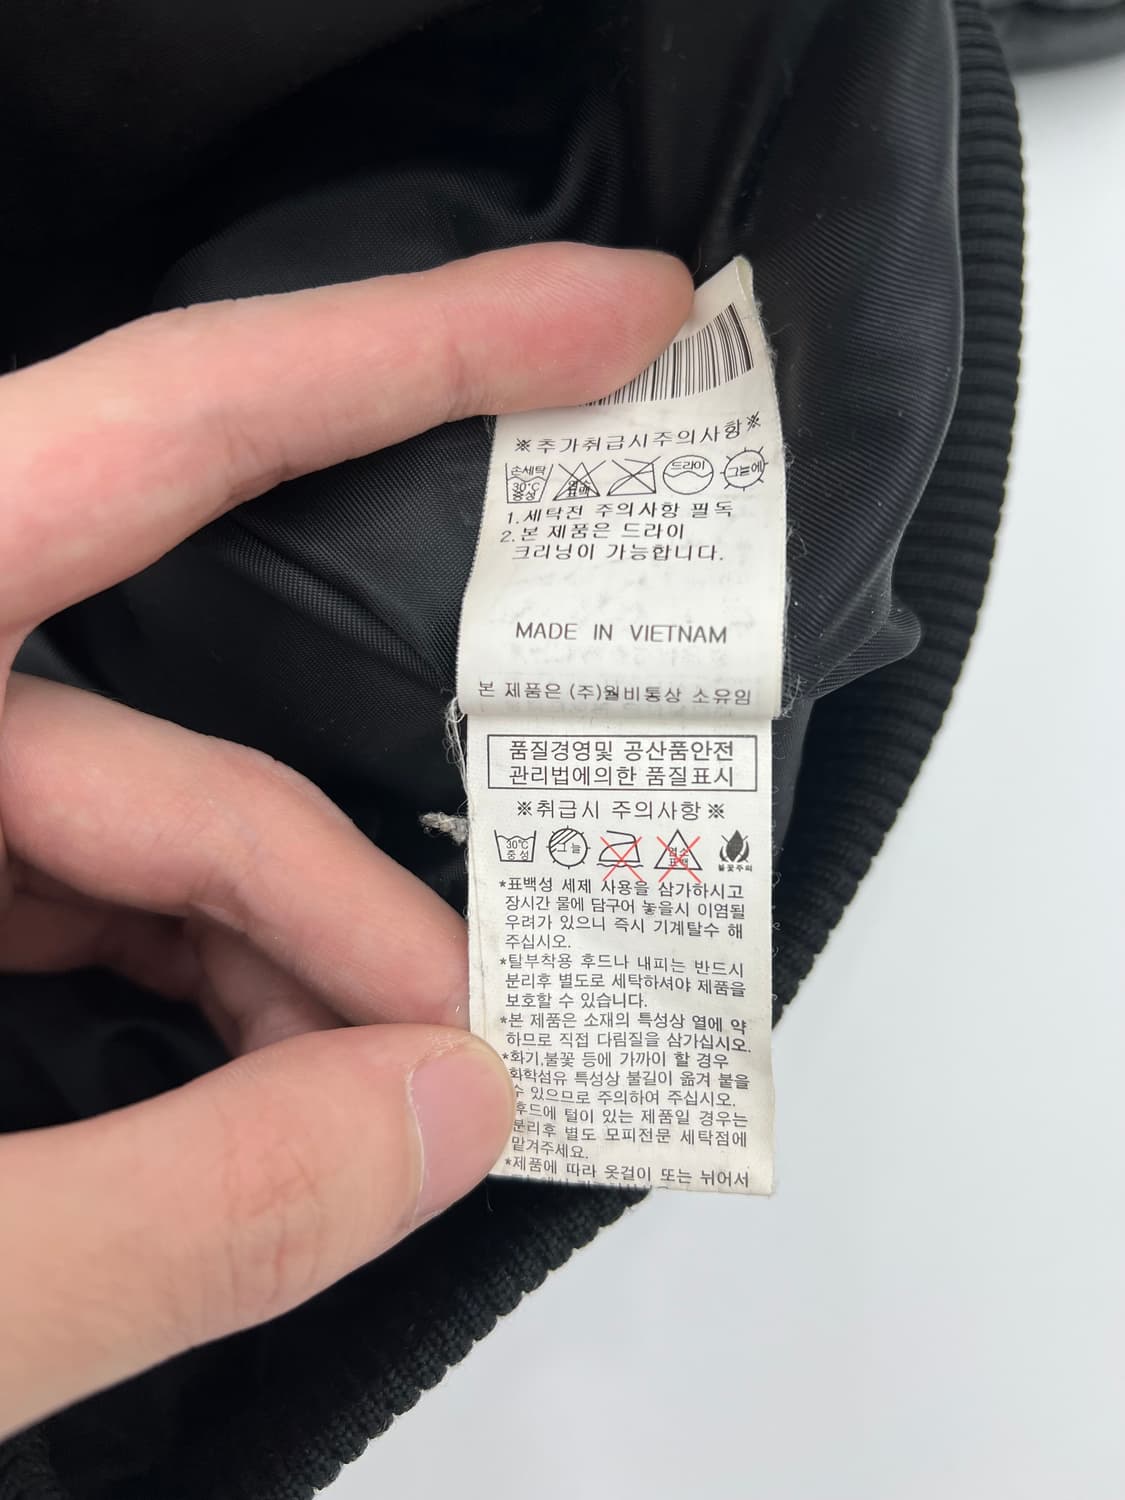 ※추가취급시주의사항※
손세탁 30°C 중성 염소 표백 드라이 그늘에
1.세탁전 주의사항 필독
2.본 제품은 드라이
크리닝이 가능합니다.
MADE IN VIETNAM
본 제품은 (주)월비통상 소유임
품질경영및 공산품안전
관리법에의한 품질표시
※취급시 주의사항※
30°C 중성 그늘 염소 표백 불꽃주의
*표백성 세제 사용을 삼가하시고
장시간 물에 담구어 놓을시 이염될
우려가 있으니 즉시 기계탈수 해
주십시오.
*탈부착용 후드나 내피는 반드시
분리후 별도로 세탁하셔야 제품을
보호할 수 있습니다.
*본 제품은 소재의 특성상 열에 약
하므로 직접 다림질을 삼가십시오.
*화기,불꽃 등에 가까이 할 경우
화학섬유 특성상 불길이 옮겨 붙을
수 있으므로 주의하여 주십시오.
후드에 털이 있는 제품일 경우는
분리후 별도 모피전문 세탁점에
맡겨주세요.
*제품에 따라 옷걸이 또는 뉘어서